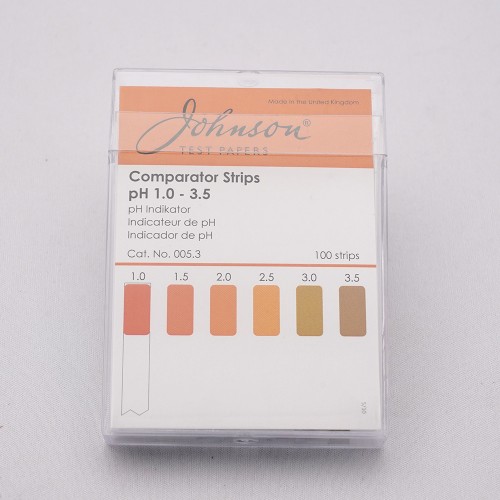 Made in the United Kingdom
Johnson®
TEST PAPERS
Comparator Strips
pH 1.0 - 3.5
pH Indikator
Indicateur de pH
Indicador de pH
Cat. No. 005.3 100 strips
1.0 1.5 2.0 2.5 3.0 3.5